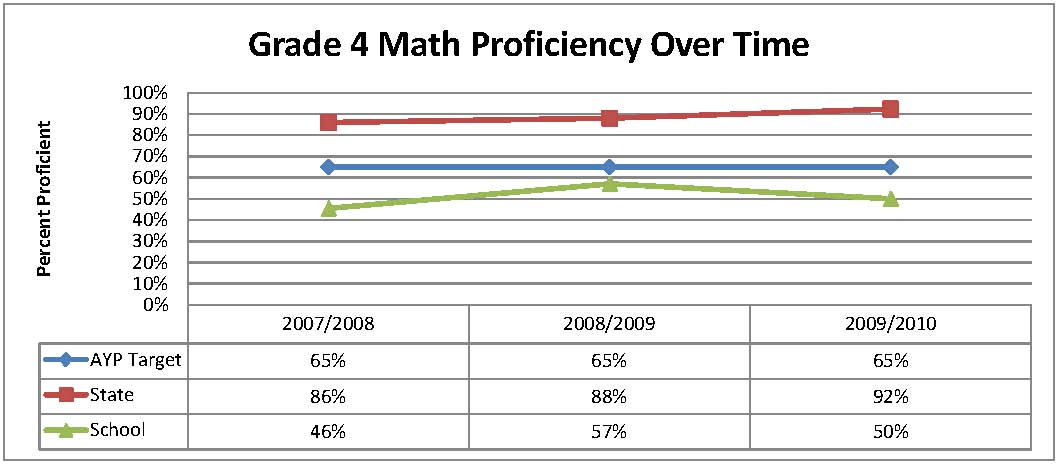 Grade 4 Math Proficiency Over Time
Percent Proficient
100%
90%
80%
70%
60%
50%
40%
30%
20%
10%
0%
2007/2008 2008/2009 2009/2010
AYP Target 65% 65% 65%
State 86% 88% 92%
School 46% 57% 50%